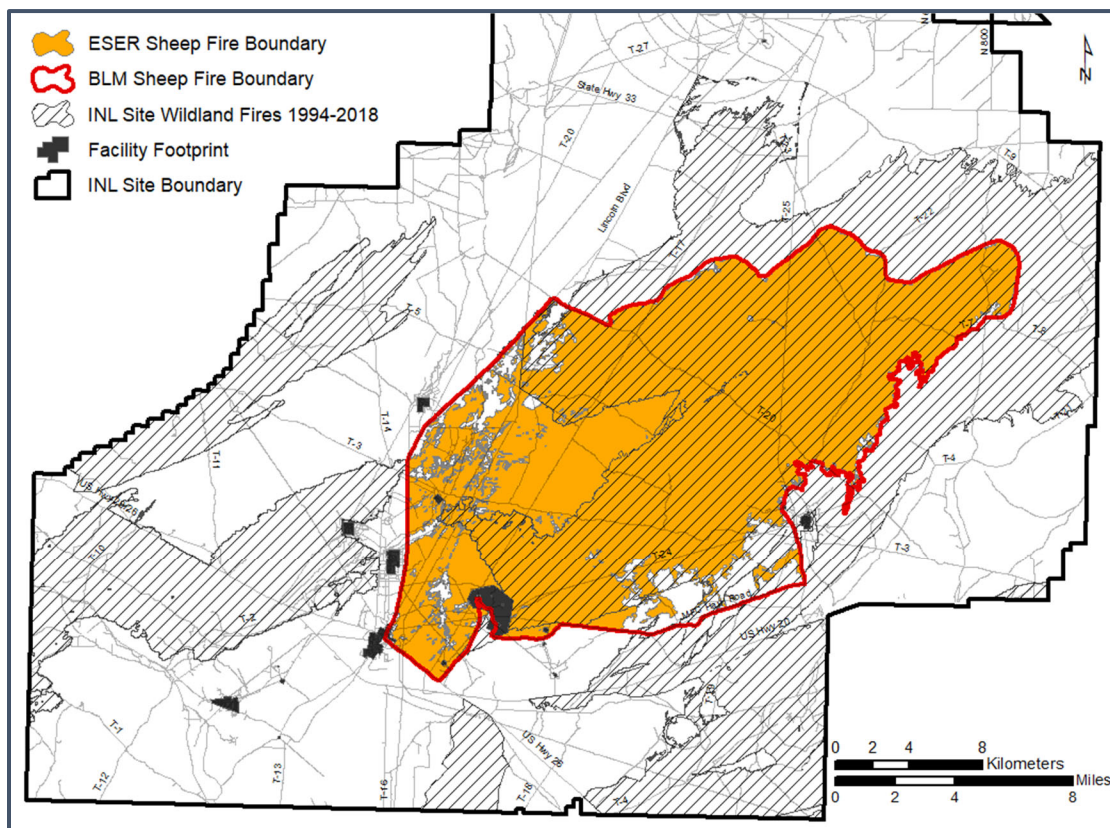 ESER Sheep Fire Boundary
BLM Sheep Fire Boundary
INL Site Wildland Fires 1994-2018
Facility Footprint
INL Site Boundary
N 800
T-27
State Hwy 33
T-20
Lincoln Blvd
T-9
T-25
T-22
T-17
T-5
T-7
T-8
T-20
T-14
T-3
T-11
T-4
T-10
T-24
T-3
T-2
US Hwy 20
T-19
US Hwy 26
T-1
T-12
T-13
T-16
T-18
T-4
0 2 4 8
Kilometers
Miles
0 2 4 8